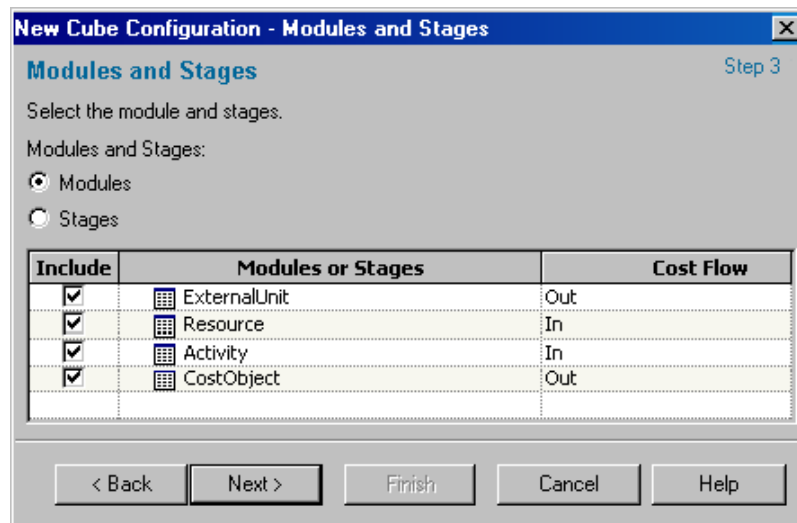 New Cube Configuration - Modules and Stages
Modules and Stages
Step 3
Select the module and stages.
Modules and Stages:
Modules
Stages
Include Modules or Stages Cost Flow
ExternalUnit Out
Resource In
Activity In
CostObject Out
< Back Next > Finish Cancel Help